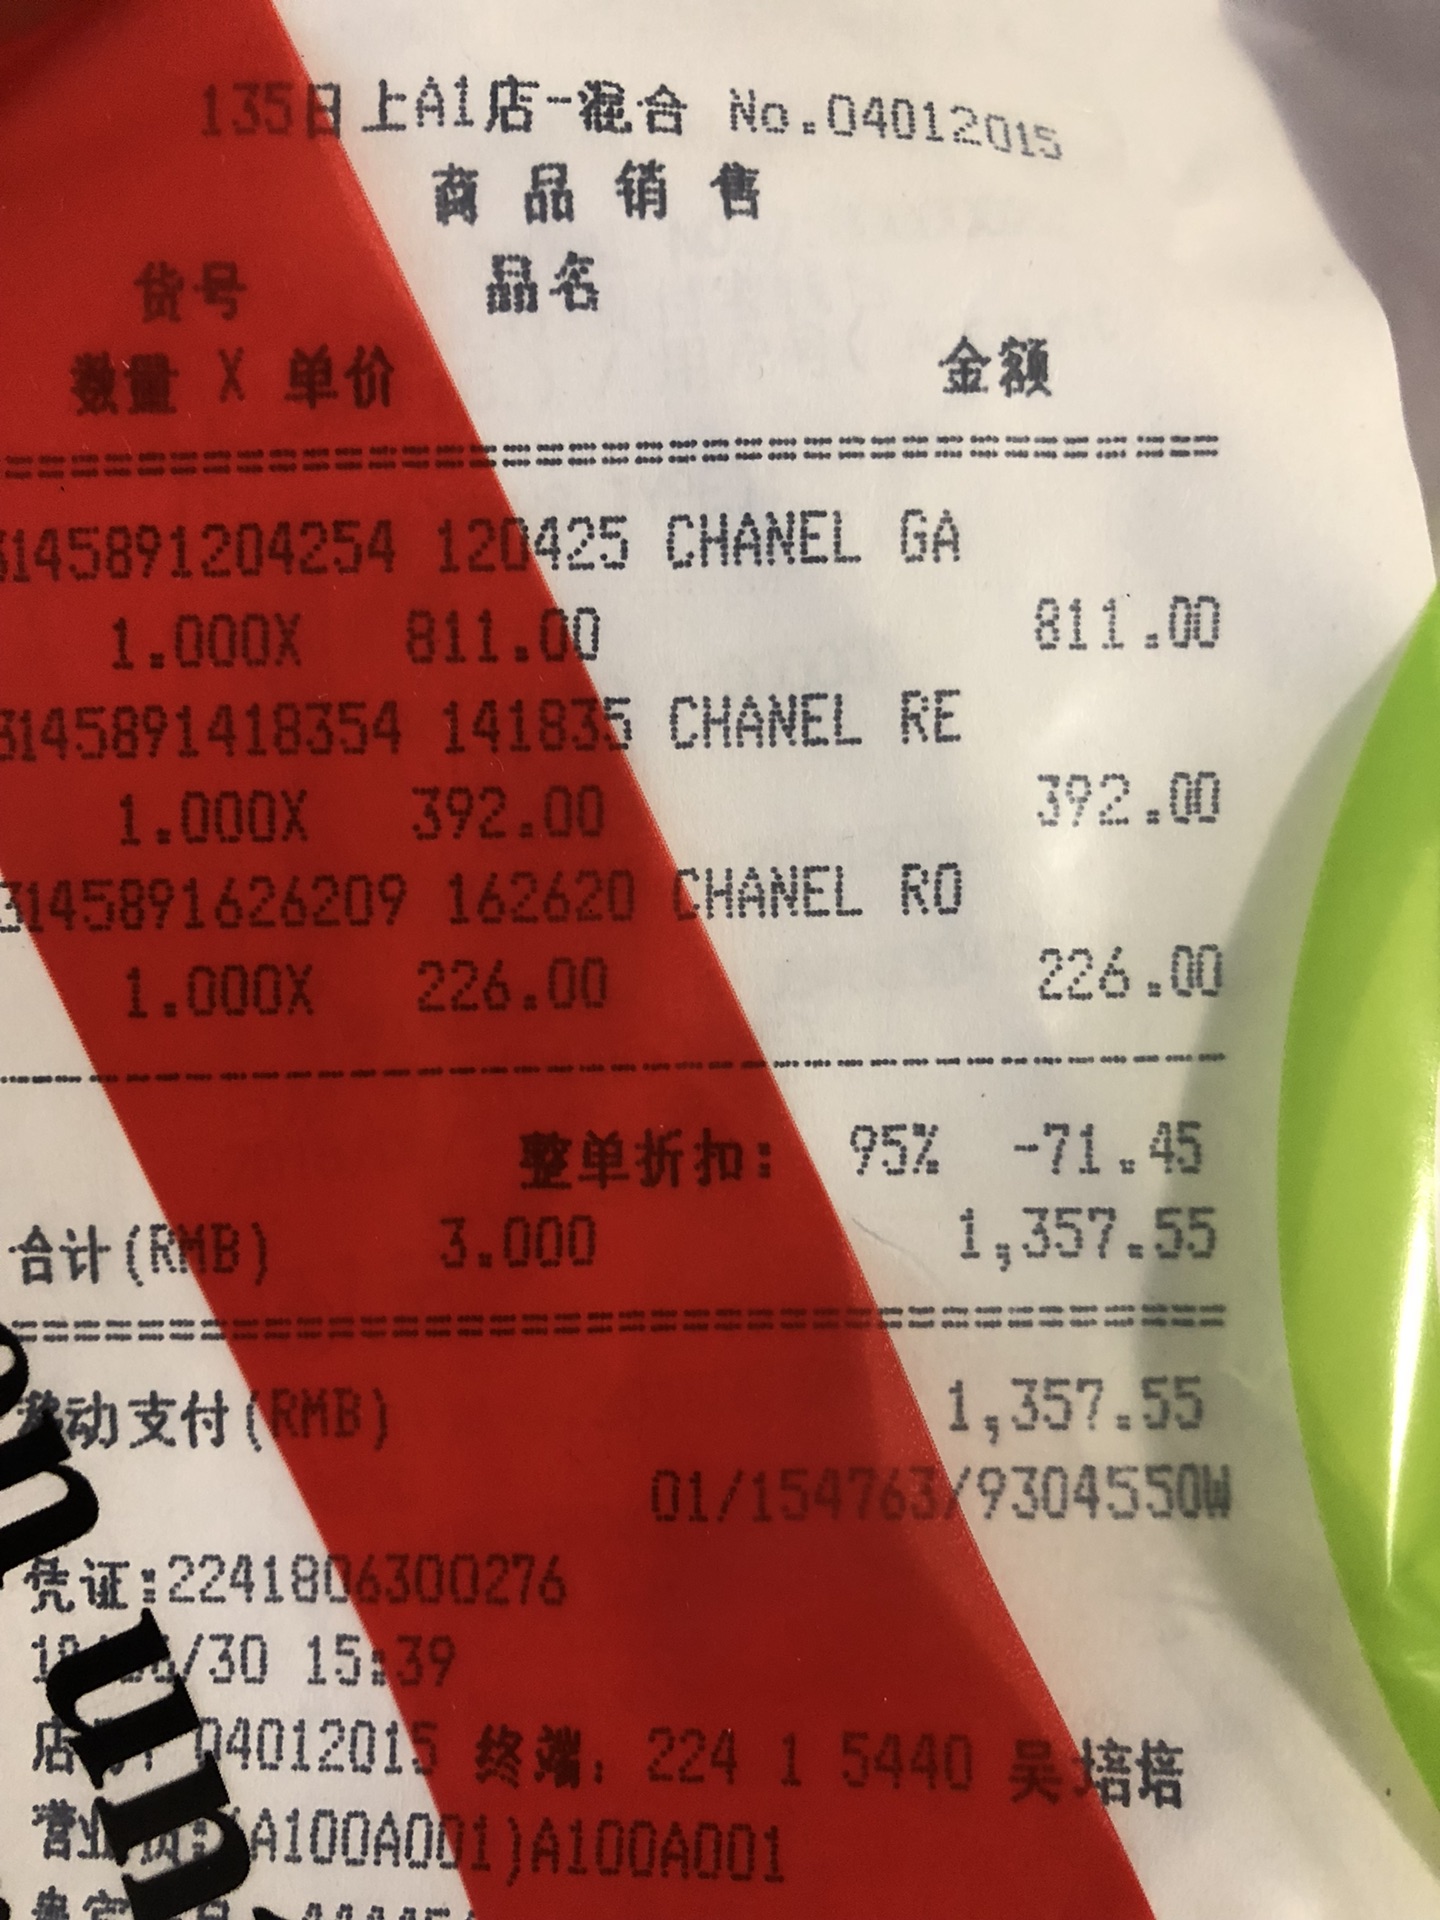 135日上A1店-混合 No.04012015
商 品 销 售
货号 品名
数量 X 单价 金额
3145891204254 120425 CHANEL GA
1.000X 811.00 811.00
3145891418354 141835 CHANEL RE
1.000X 392.00 392.00
3145891626209 162620 CHANEL RO
1.000X 226.00 226.00
整单折扣: 95% -71.45
合计(RMB) 3.000 1,357.55
移动支付(RMB) 1,357.55
01/154763/9304550W
凭证:2241806300276
/30 15:39
04012015 终端: 224 1 5440 吴培培
(A100A001)A100A001
un